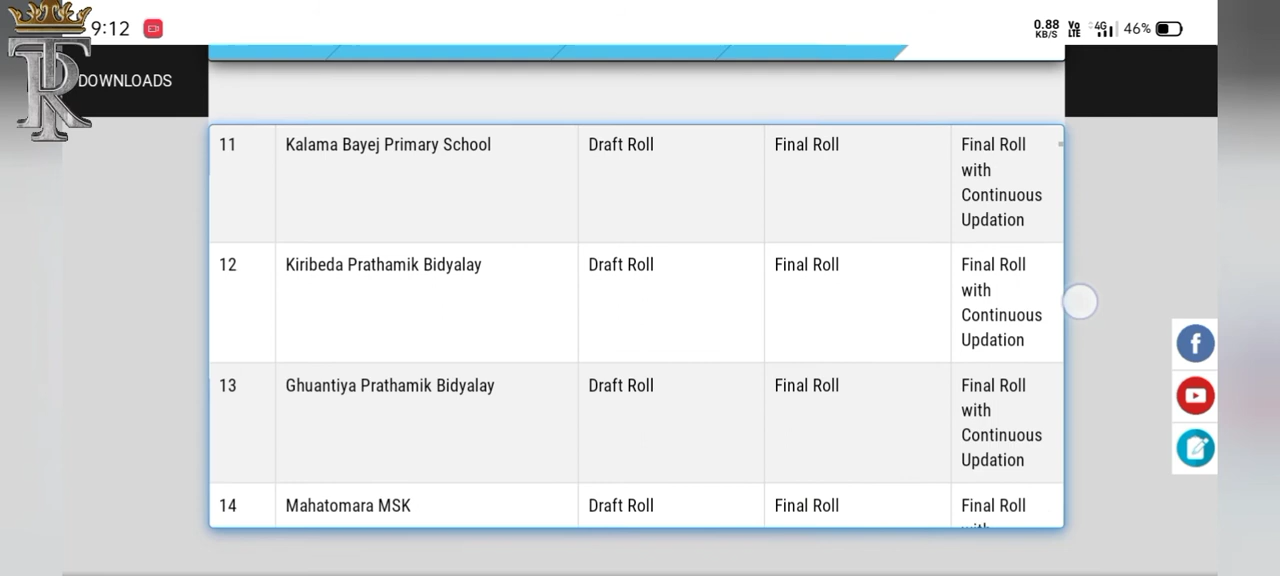 9:12
0.88 KB/S Vo LTE 4G 46%
TRP
DOWNLOADS
11 Kalama Bayej Primary School Draft Roll Final Roll Final Roll
with
Continuous
Updation
12 Kiribeda Prathamik Bidyalay Draft Roll Final Roll Final Roll
with
Continuous
Updation
13 Ghuantiya Prathamik Bidyalay Draft Roll Final Roll Final Roll
with
Continuous
Updation
14 Mahatomara MSK Draft Roll Final Roll Final Roll
with
f